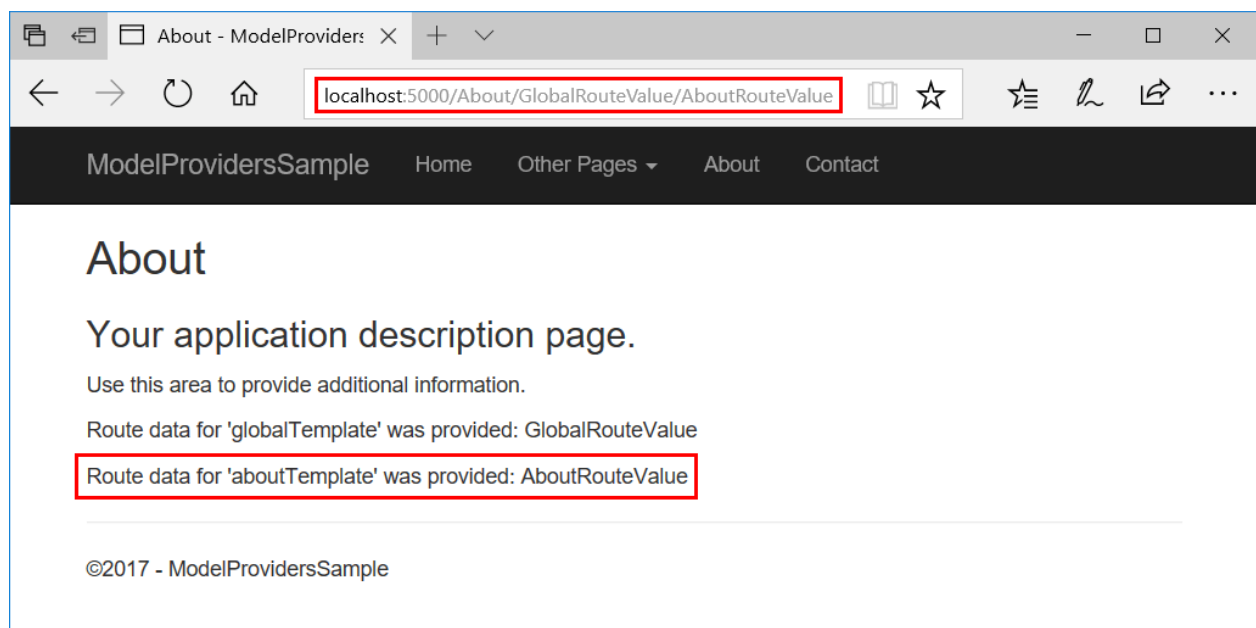 About - ModelProviders
localhost:5000/About/GlobalRouteValue/AboutRouteValue
ModelProvidersSample Home Other Pages About Contact
About
Your application description page.
Use this area to provide additional information.
Route data for 'globalTemplate' was provided: GlobalRouteValue
Route data for 'aboutTemplate' was provided: AboutRouteValue
©2017 - ModelProvidersSample